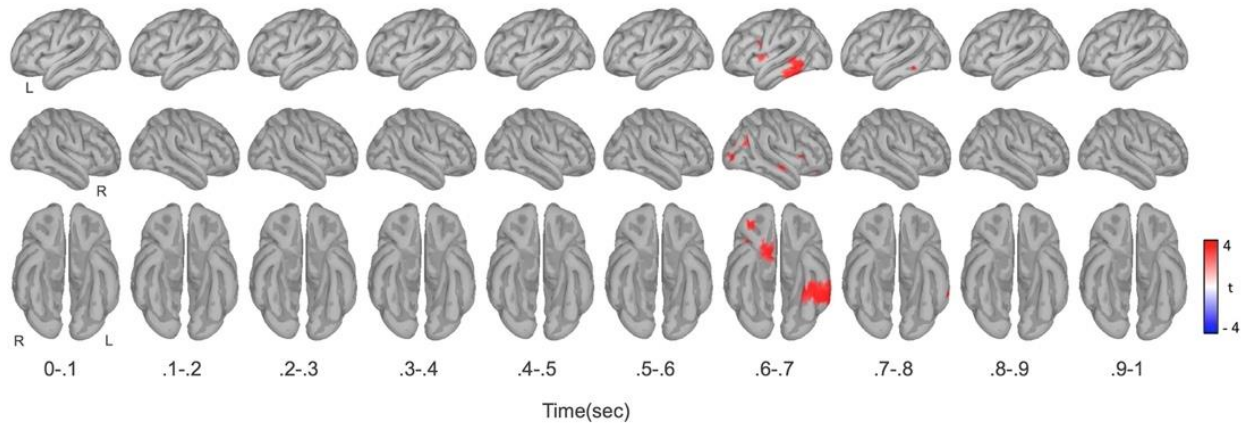 L
R
4
t
- 4
R L
0-.1 .1-.2 .2-.3 .3-.4 .4-.5 .5-.6 .6-.7 .7-.8 .8-.9 .9-1
Time(sec)